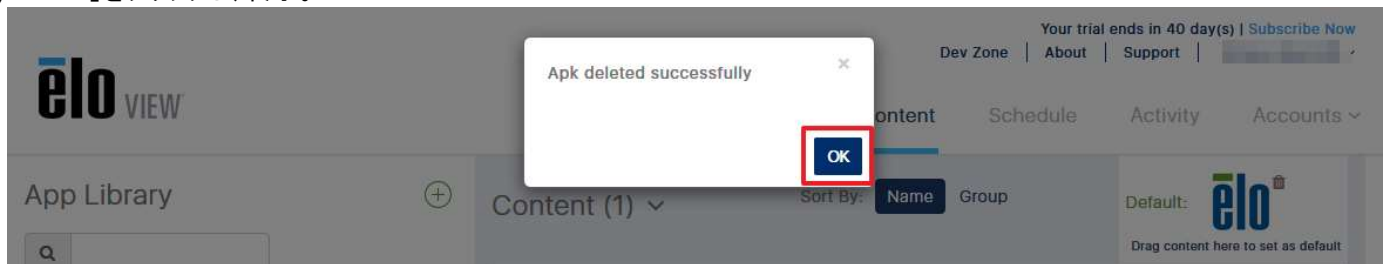 Your trial ends in 40 day(s) | Subscribe Now
Dev Zone | About | Support |
elo VIEW
Apk deleted successfully
×
ontent
Schedule
Activity
Accounts
OK
App Library
Content (1)
Sort By:
Name
Group
Default:
elo
Drag content here to set as default